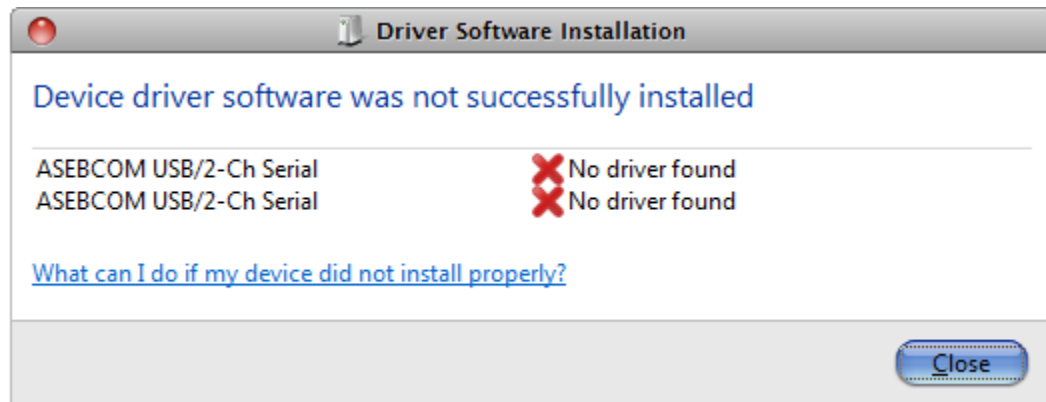 Driver Software Installation
Device driver software was not successfully installed
ASEBCOM USB/2-Ch Serial No driver found
ASEBCOM USB/2-Ch Serial No driver found
What can I do if my device did not install properly?
Close